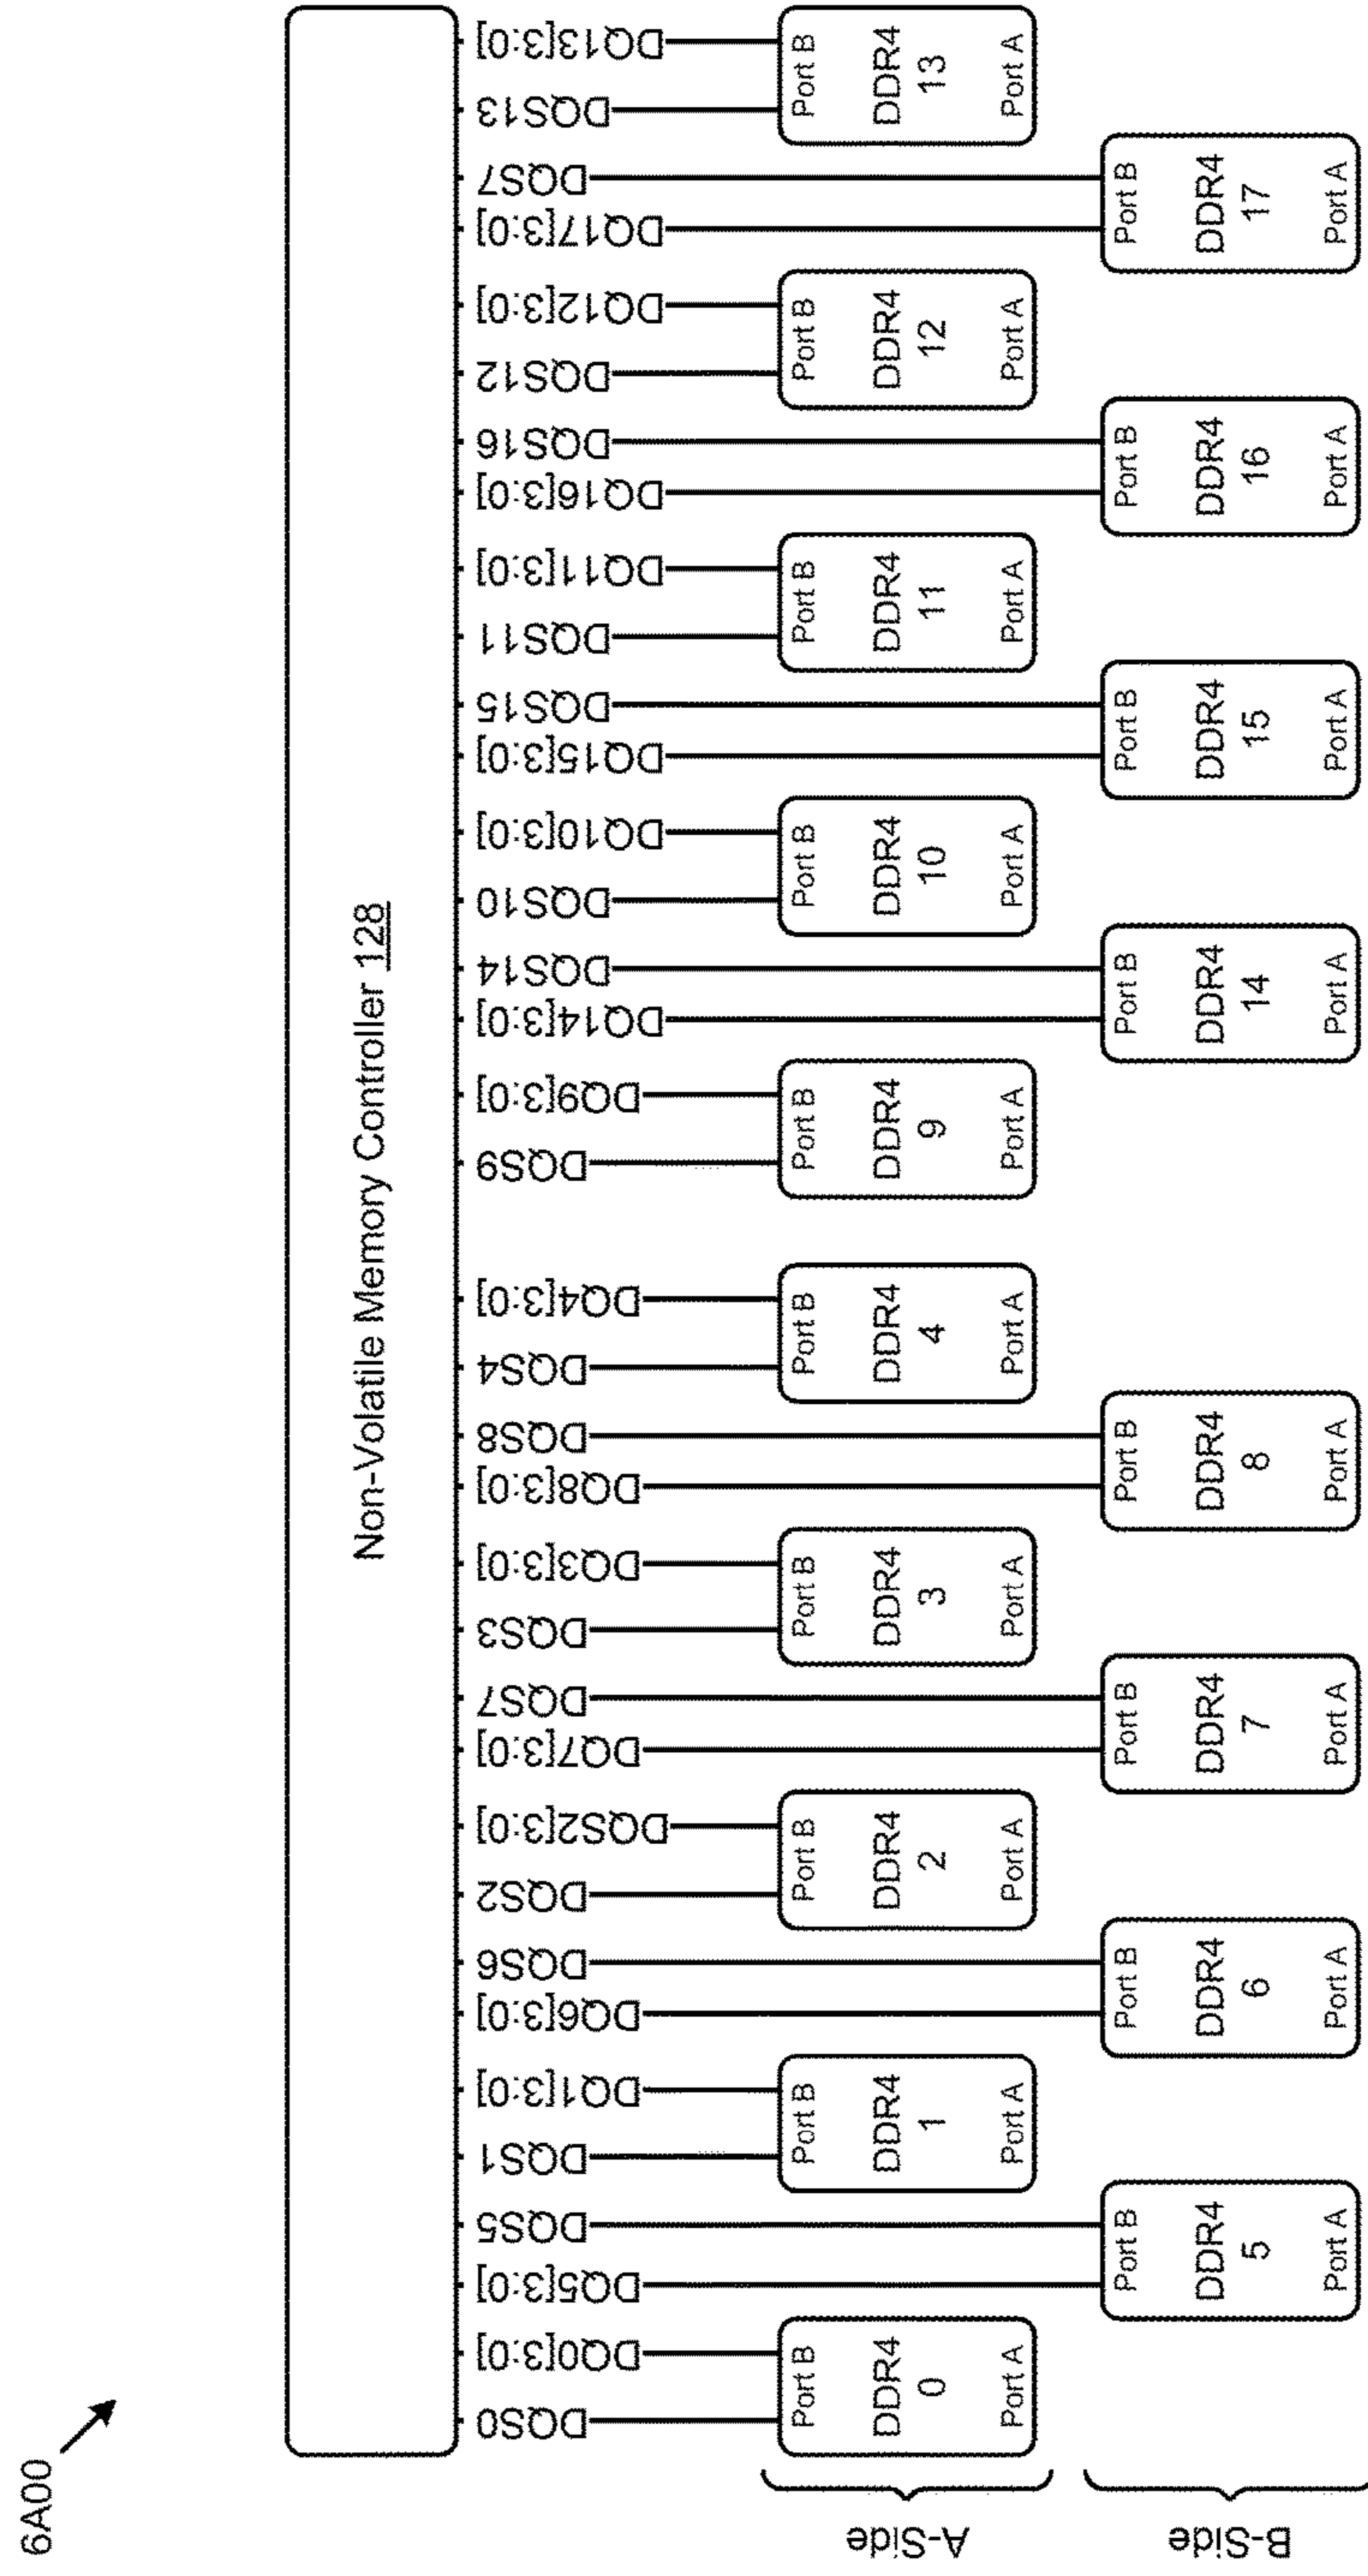 6A00
Non-Volatile Memory Controller 128
DQS0
DQ0[3:0]
DQ5[3:0]
DQS5
DQS1
DQ1[3:0]
DQ6[3:0]
DQS6
DQS2
DQS2[3:0]
DQ7[3:0]
DQS7
DQS3
DQ3[3:0]
DQ8[3:0]
DQS8
DQS4
DQ4[3:0]
DQS9
DQ9[3:0]
DQ14[3:0]
DQS14
DQS10
DQ10[3:0]
DQ15[3:0]
DQS15
DQS11
DQ11[3:0]
DQ16[3:0]
DQS16
DQS12
DQ12[3:0]
DQ17[3:0]
DQS7
DQS13
DQ13[3:0]
A-Side
Port B
DDR4
0
Port A
Port B
DDR4
1
Port A
Port B
DDR4
2
Port A
Port B
DDR4
3
Port A
Port B
DDR4
4
Port A
Port B
DDR4
9
Port A
Port B
DDR4
10
Port A
Port B
DDR4
11
Port A
Port B
DDR4
12
Port A
Port B
DDR4
13
Port A
B-Side
Port B
DDR4
5
Port A
Port B
DDR4
6
Port A
Port B
DDR4
7
Port A
Port B
DDR4
8
Port A
Port B
DDR4
14
Port A
Port B
DDR4
15
Port A
Port B
DDR4
16
Port A
Port B
DDR4
17
Port A